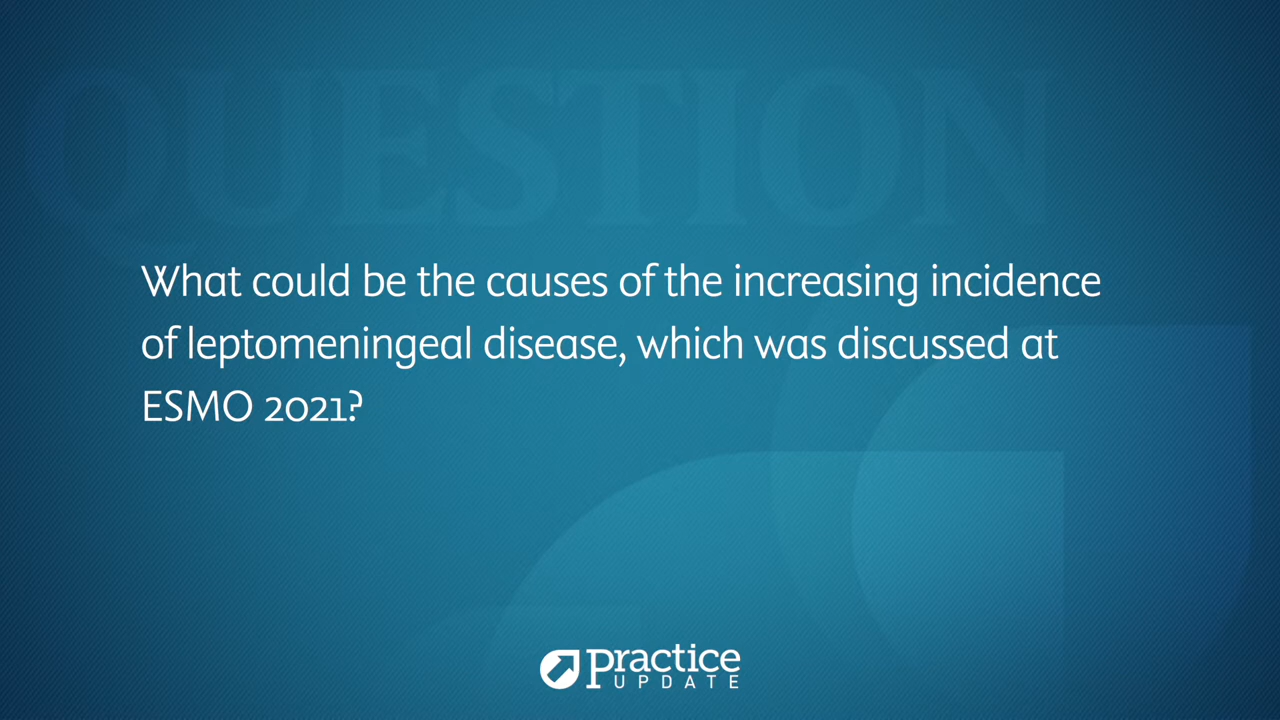 QUESTION
What could be the causes of the increasing incidence
of leptomeningeal disease, which was discussed at
ESMO 2021?
Practice
UPDATE